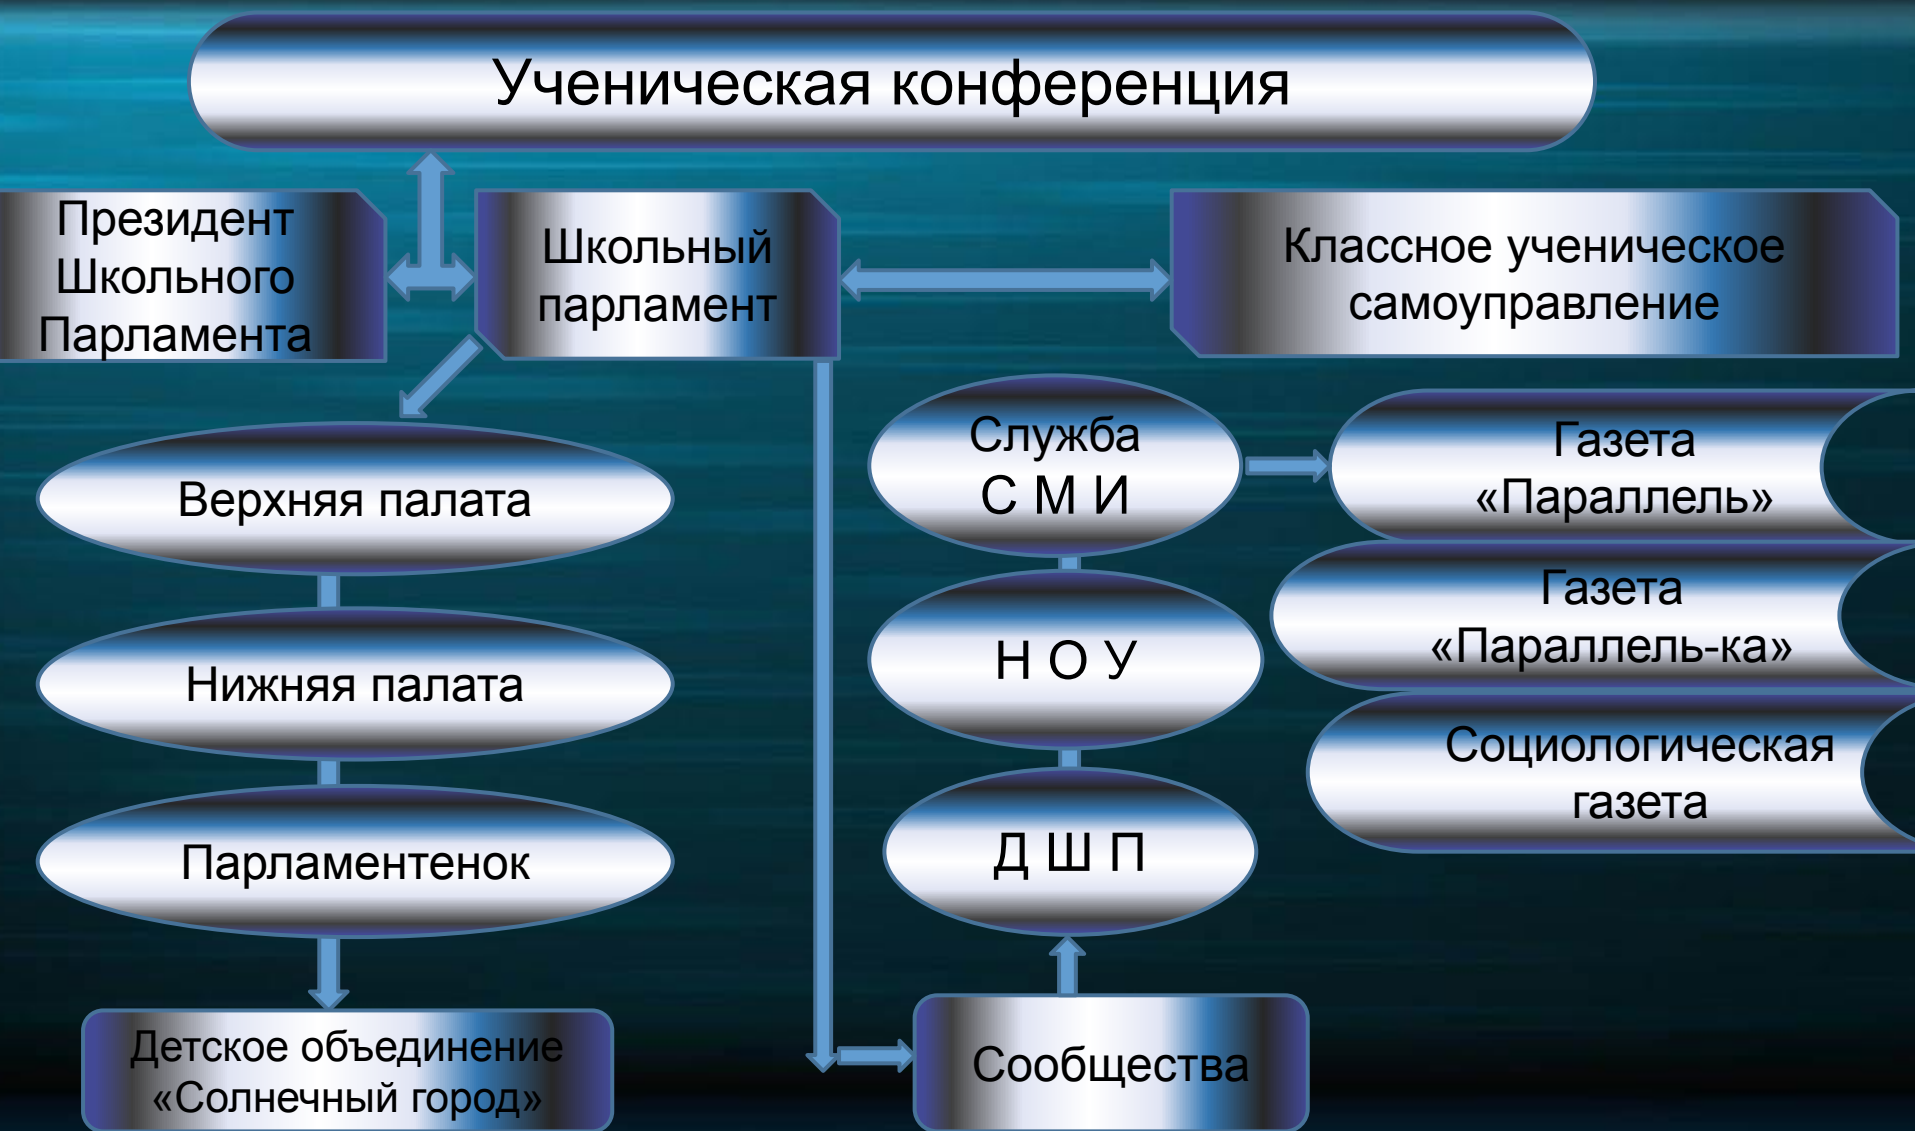 Ученическая конференция
Президент
Школьного
Парламента
Школьный
парламент
Классное ученическое
самоуправление
Верхняя палата
Нижняя палата
Парламентенок
Детское объединение
«Солнечный город»
Служба
С М И
Н О У
Д Ш П
Сообщества
Газета
«Параллель»
Газета
«Параллель-ка»
Социологическая
газета